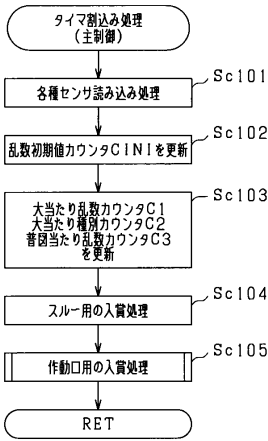 タイマ割込み処理
(主制御)
Sc101
各種センサ読み込み処理
Sc102
乱数初期値カウンタCINIを更新
Sc103
大当たり乱数カウンタC1
大当たり種別カウンタC2
普図当たり乱数カウンタC3
を更新
Sc104
スルー用の入賞処理
Sc105
作動口用の入賞処理
RET